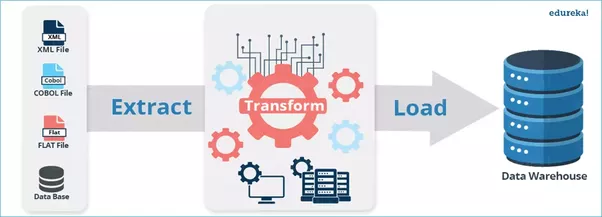 edureka!
XML
XML File
Cobol
COBOL File
Flat
FLAT File
Data Base
Extract
Transform
Load
Data Warehouse